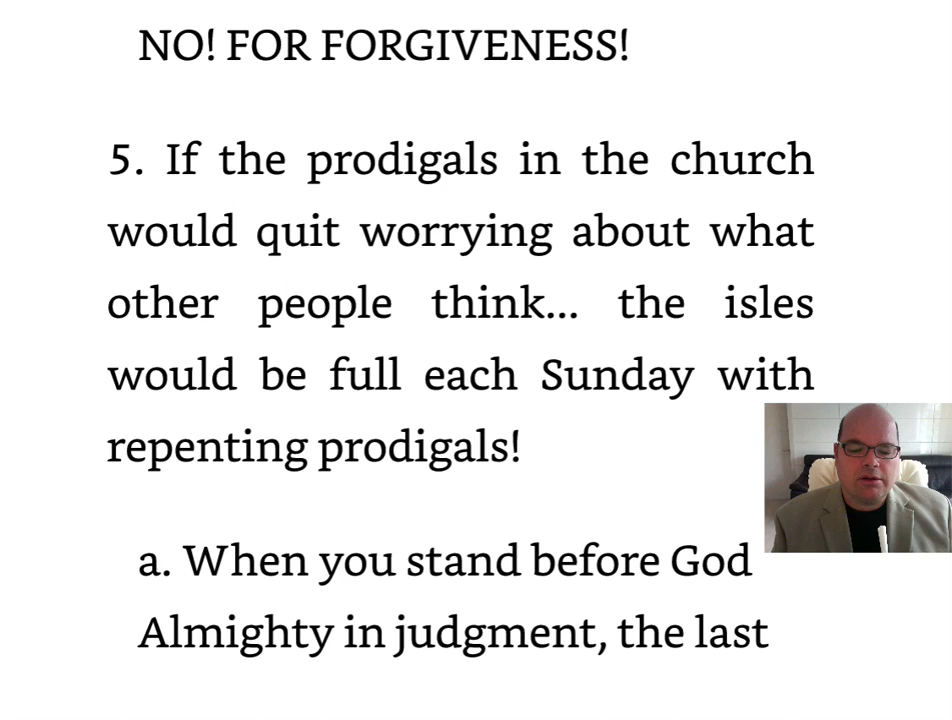 NO! FOR FORGIVENESS!
5. If the prodigals in the church
would quit worrying about what
other people think... the isles
would be full each Sunday with
repenting prodigals!
a. When you stand before God
Almighty in judgment, the last